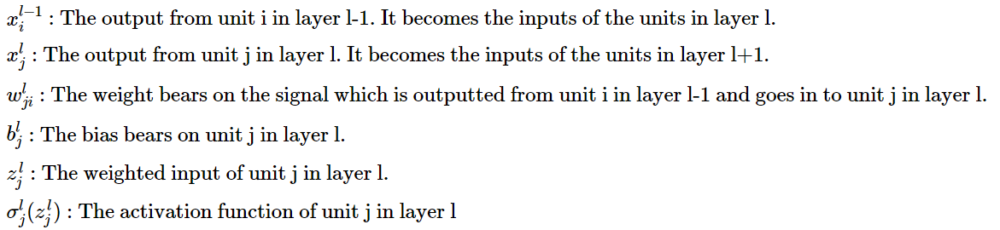 $x_i^{l-1}$ : The output from unit i in layer l-1. It becomes the inputs of the units in layer l.
$x_j^l$ : The output from unit j in layer l. It becomes the inputs of the units in layer l+1.
$w_{ji}^l$ : The weight bears on the signal which is outputted from unit i in layer l-1 and goes in to unit j in layer l.
$b_j^l$ : The bias bears on unit j in layer l.
$z_j^l$ : The weighted input of unit j in layer l.
$\sigma_j^l(z_j^l)$ : The activation function of unit j in layer l